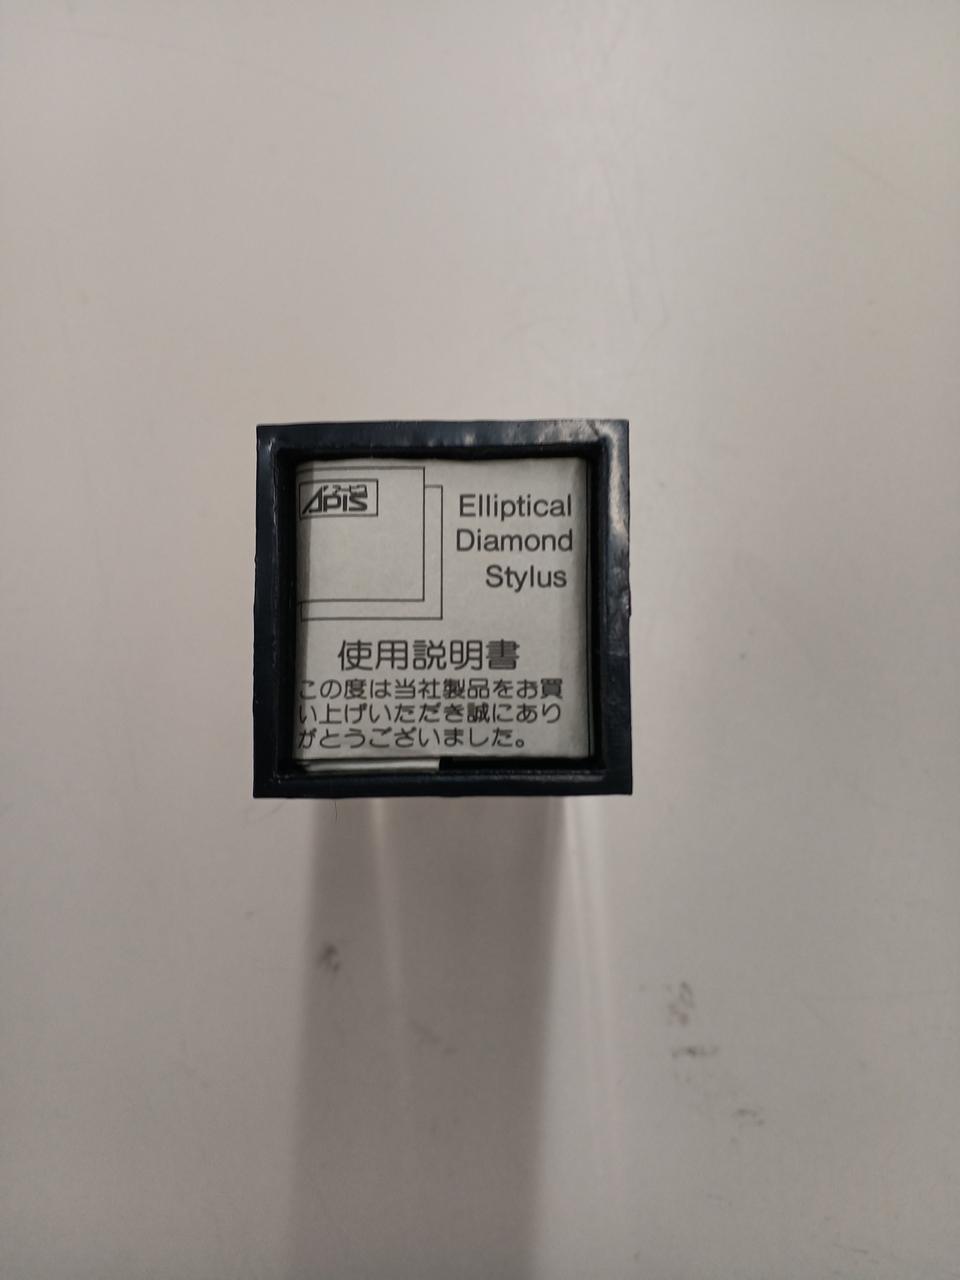 APIS
Elliptical
Diamond
Stylus
使用説明書
この度は当社製品をお買
い上げいただき誠にあり
がとうございました。